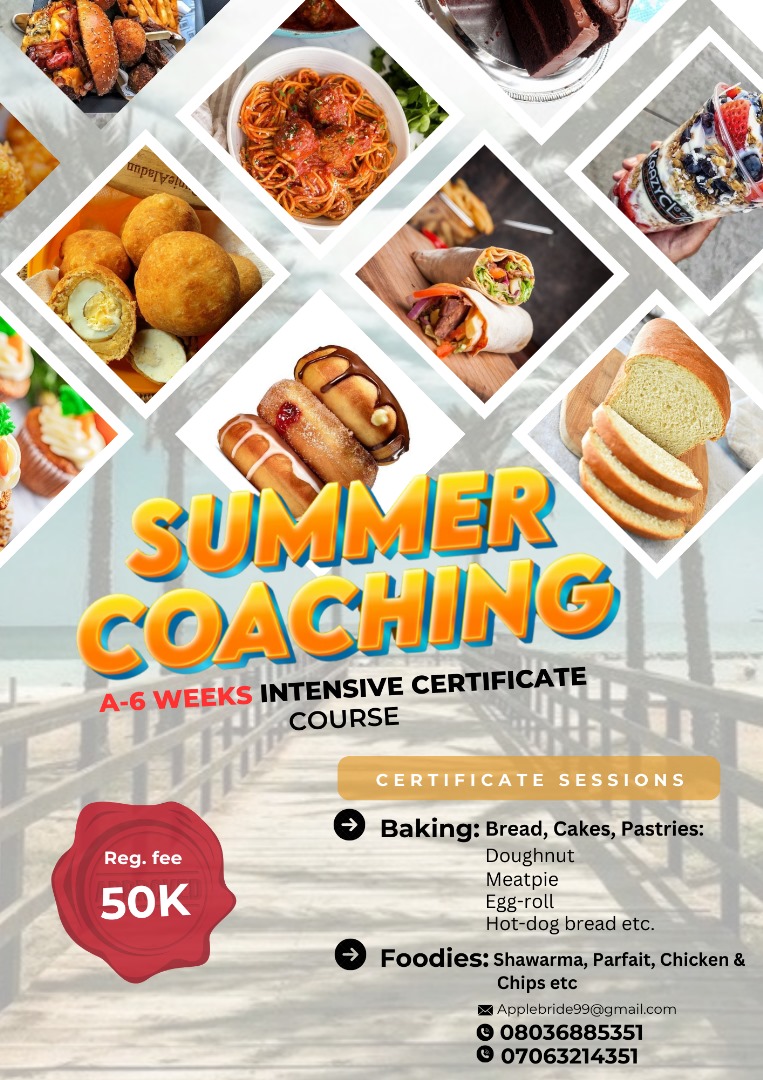 SUMMER
COACHING
A-6 WEEKS INTENSIVE CERTIFICATE
COURSE
CERTIFICATE SESSIONS
Baking: Bread, Cakes, Pastries:
Doughnut
Meatpie
Egg-roll
Hot-dog bread etc.
Reg. fee
50K
Foodies: Shawarma, Parfait, Chicken &
Chips etc
Applebride99@gmail.com
08036885351
07063214351